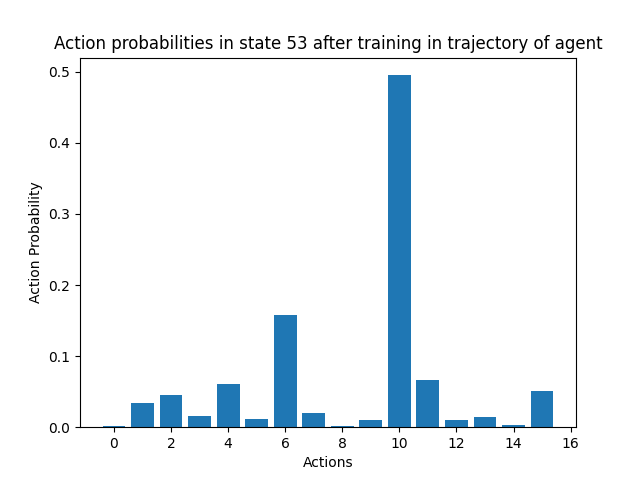 Action probabilities in state 53 after training in trajectory of agent
0.5
0.4
0.3
0.2
0.1
0.0
Action Probability
0 2 4 6 8 10 12 14 16
Actions